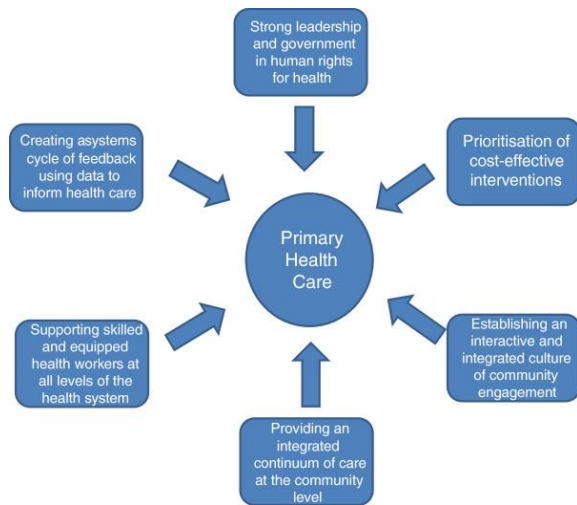 Strong leadership
and government
in human rights
for health
Creating asystems
cycle of feedback
using data to
inform health care
Prioritisation of
cost-effective
interventions
Primary
Health
Care
Supporting skilled
and equipped
health workers at
all levels of the
health system
Establishing an
interactive and
integrated culture
of community
engagement
Providing an
integrated
continuum of care
at the community
level